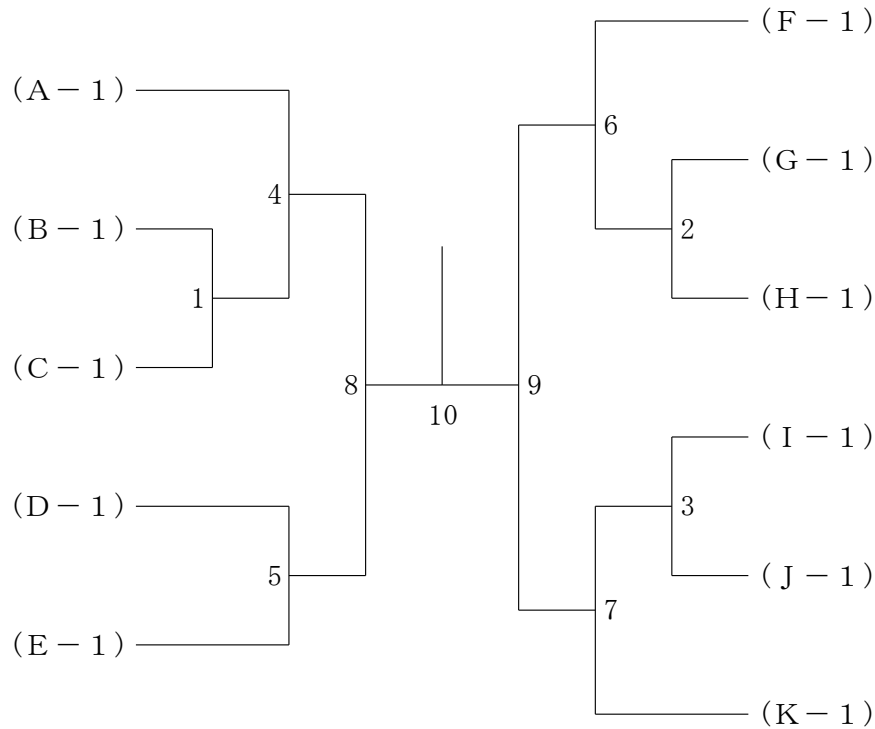 （A－１）
（B－１）
（C－１）
（D－１）
（E－１）
1
4
5
8
10
9
6
2
3
7
（F－１）
（G－１）
（H－１）
（I－１）
（J－１）
（K－１）